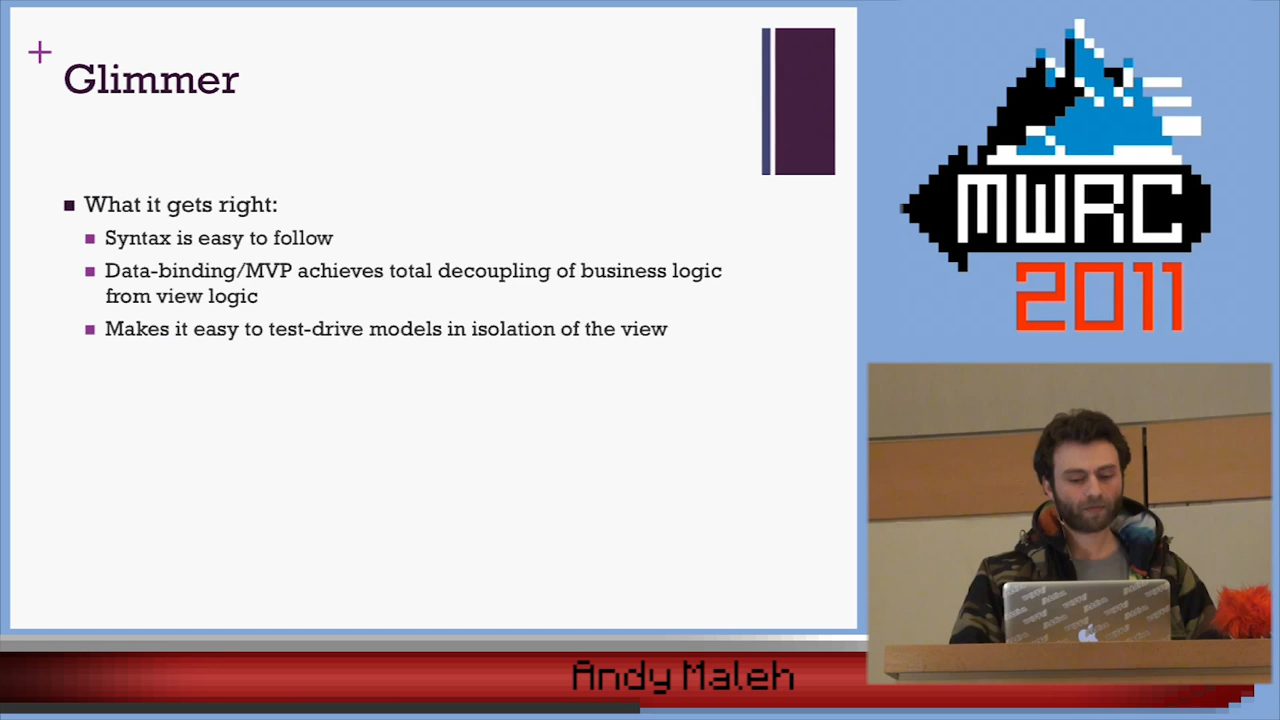 +
Glimmer
What it gets right:
Syntax is easy to follow
Data-binding/MVP achieves total decoupling of business logic
from view logic
Makes it easy to test-drive models in isolation of the view
MWRC
2011
Andy Maleh